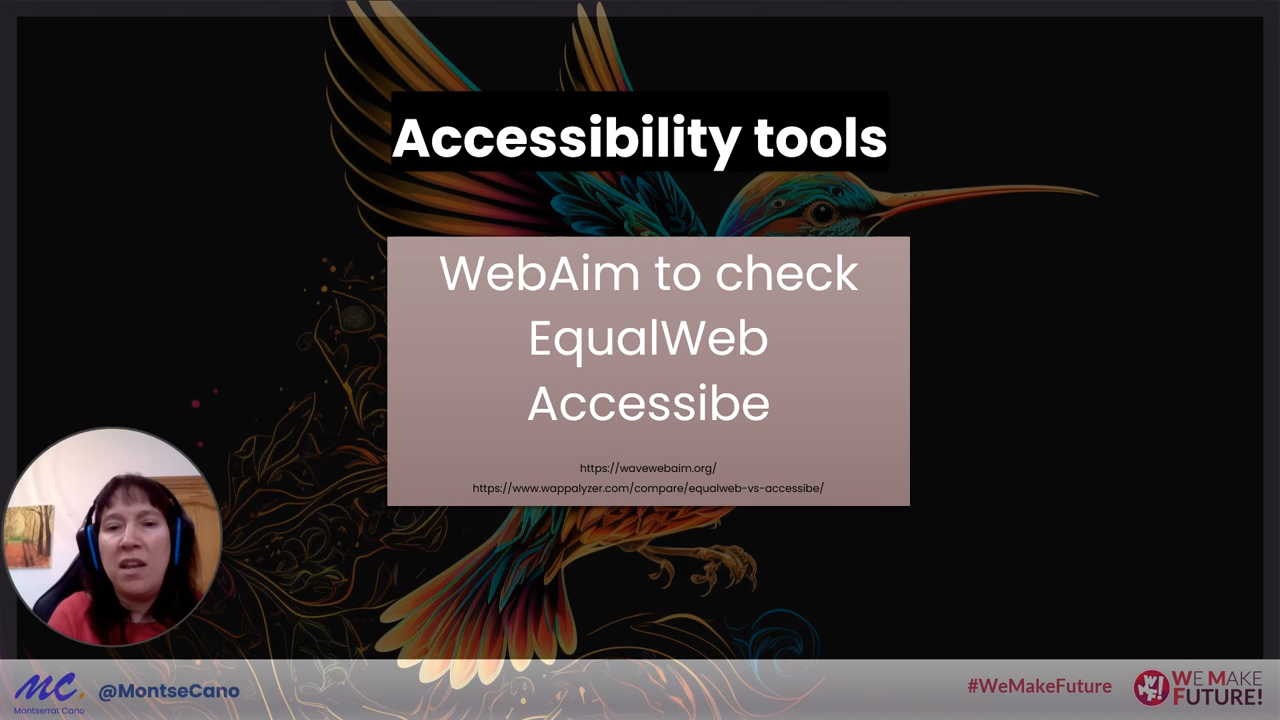 Accessibility tools
WebAim to check
EqualWeb
Accessibe
https://wavewebaim.org/
https://www.wappalyzer.com/compare/equalweb-vs-accessibe/
MC.
Montserrat Cano
@MontseCano
#WeMakeFuture
WE MAKE
FUTURE!